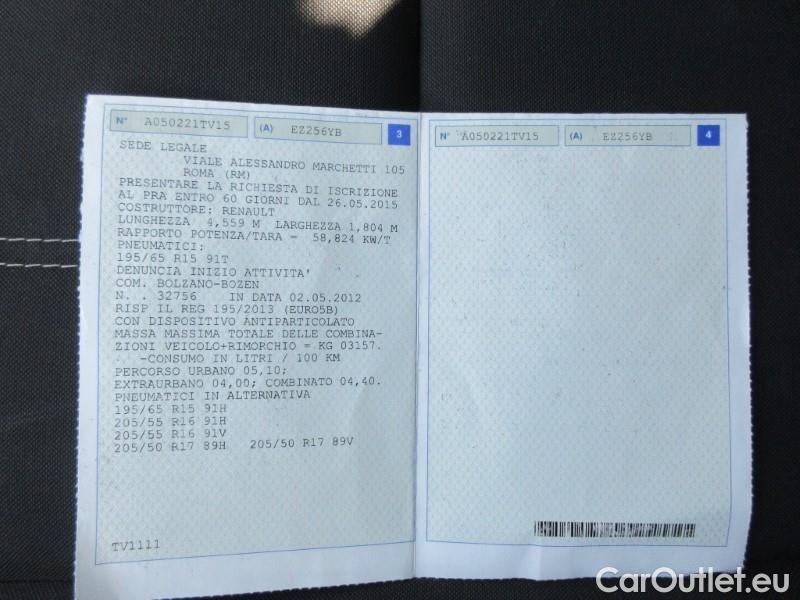 N° A050221TV15 (A) EZ256YB 3
SEDE LEGALE
VIALE ALESSANDRO MARCHETTI 105
ROMA (RM)
PRESENTARE LA RICHIESTA DI ISCRIZIONE
AL PRA ENTRO 60 GIORNI DAL 26.05.2015
COSTRUTTORE: RENAULT
LUNGHEZZA 4,559 M LARGHEZZA 1,804 M
RAPPORTO POTENZA/TARA = 58,824 KW/T
PNEUMATICI:
195/65 R15 91T
DENUNCIA INIZIO ATTIVITA'
COM. BOLZANO-BOZEN
N. . 32756 IN DATA 02.05.2012
RISP IL REG 195/2013 (EURO5B)
CON DISPOSITIVO ANTIPARTICOLATO
MASSA MASSIMA TOTALE DELLE COMBINA-
ZIONI VEICOLO+RIMORCHIO = KG 03157.
-CONSUMO IN LITRI / 100 KM
PERCORSO URBANO 05,10;
EXTRAURBANO 04,00; COMBINATO 04,40.
PNEUMATICI IN ALTERNATIVA
195/65 R15 91H
205/55 R16 91H
205/55 R16 91V
205/50 R17 89H 205/50 R17 89V
TV1111
N° A050221TV15 (A) EZ256YB 4
CarOutlet.eu